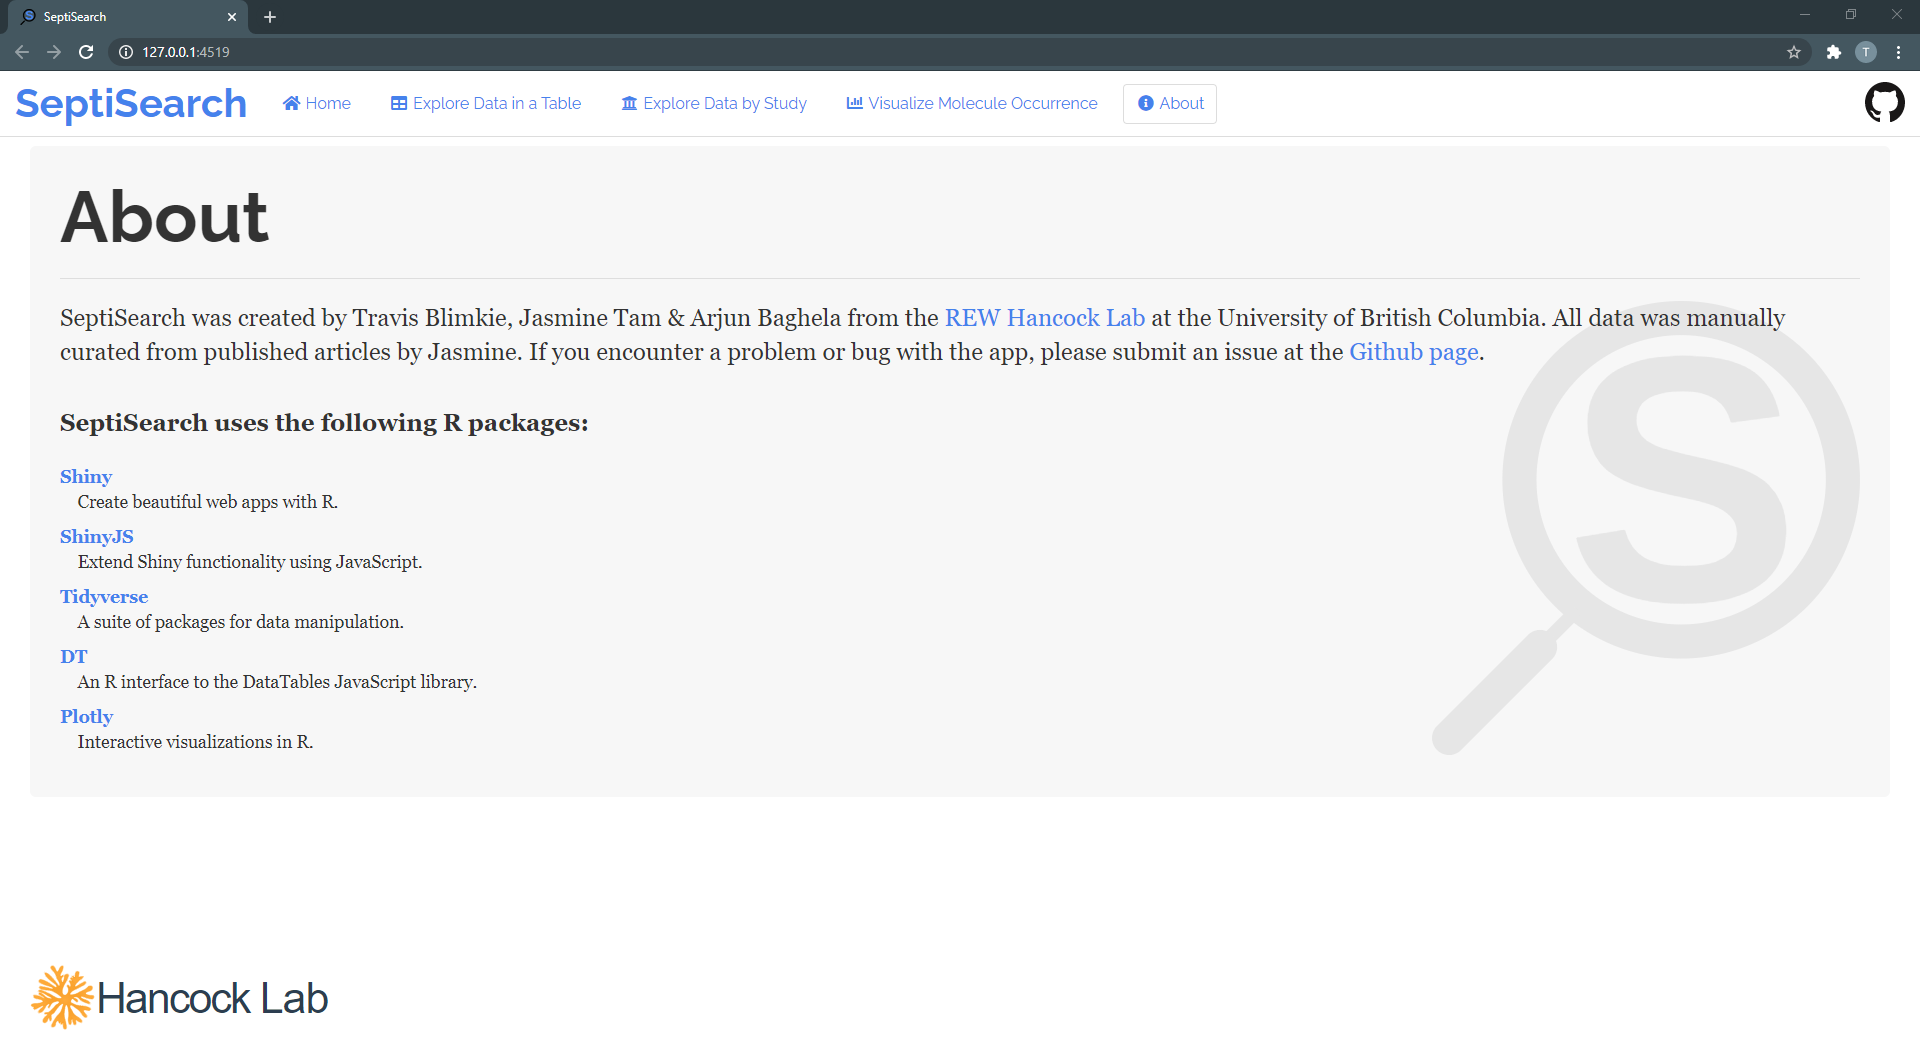 SeptiSearch
127.0.0.1:4519
T
SeptiSearch Home Explore Data in a Table Explore Data by Study Visualize Molecule Occurrence About
About
SeptiSearch was created by Travis Blimkie, Jasmine Tam & Arjun Baghela from the REW Hancock Lab at the University of British Columbia. All data was manually
curated from published articles by Jasmine. If you encounter a problem or bug with the app, please submit an issue at the Github page.
SeptiSearch uses the following R packages:
Shiny
Create beautiful web apps with R.
ShinyJS
Extend Shiny functionality using JavaScript.
Tidyverse
A suite of packages for data manipulation.
DT
An R interface to the DataTables JavaScript library.
Plotly
Interactive visualizations in R.
S
Hancock Lab